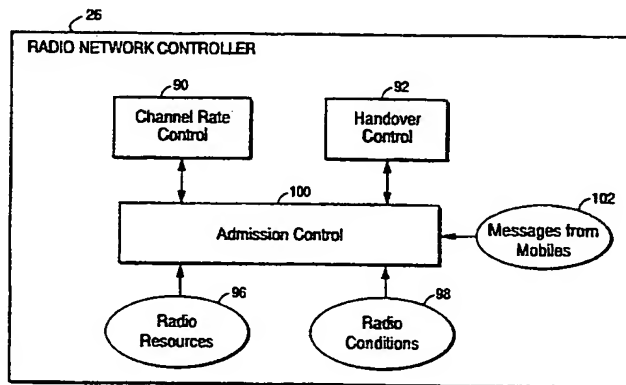 26
RADIO NETWORK CONTROLLER
90
Channel Rate
Control
92
Handover
Control
100
Admission Control
102
Messages from
Mobiles
96
Radio
Resources
98
Radio
Conditions